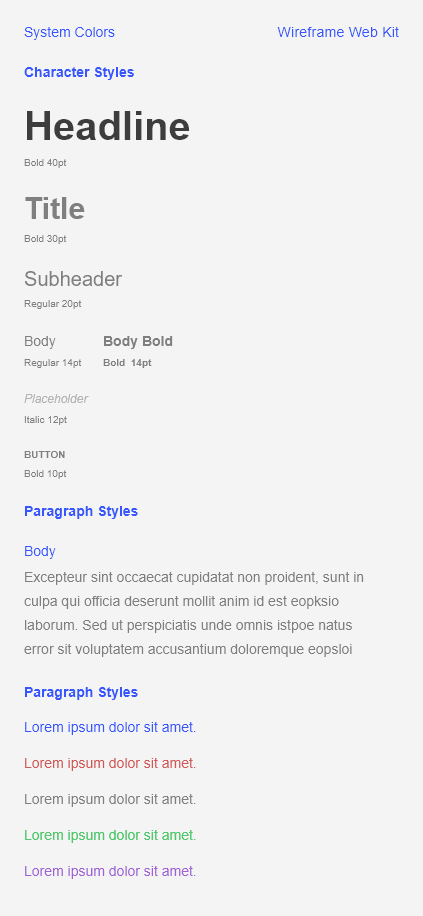 System Colors Wireframe Web Kit
Character Styles
Headline
Bold 40pt
Title
Bold 30pt
Subheader
Regular 20pt
Body Body Bold
Regular 14pt Bold 14pt
Placeholder
Italic 12pt
BUTTON
Bold 10pt
Paragraph Styles
Body
Excepteur sint occaecat cupidatat non proident, sunt in
culpa qui officia deserunt mollit anim id est eopksio
laborum. Sed ut perspiciatis unde omnis istpoe natus
error sit voluptatem accusantium doloremque eopsloi
Paragraph Styles
Lorem ipsum dolor sit amet.
Lorem ipsum dolor sit amet.
Lorem ipsum dolor sit amet.
Lorem ipsum dolor sit amet.
Lorem ipsum dolor sit amet.